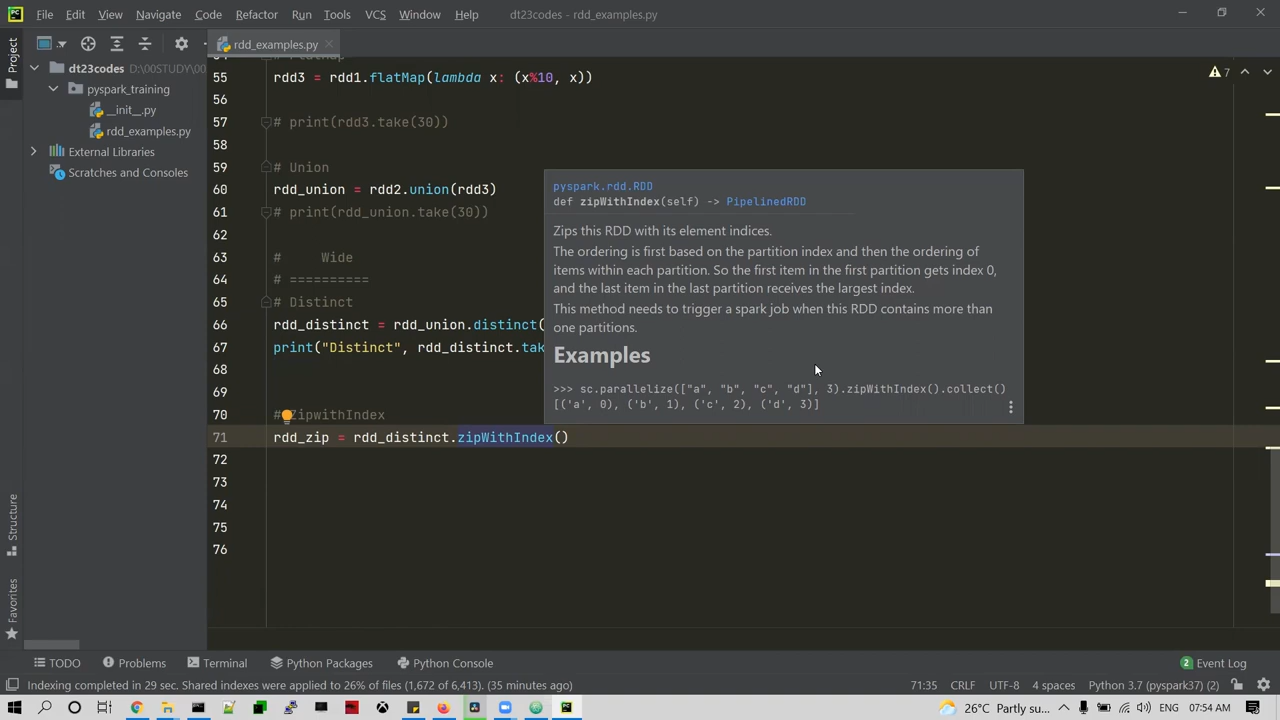 File Edit View Navigate Code Refactor Run Tools VCS Window Help dt23codes - rdd_examples.py
rdd_examples.py
Project
dt23codes D:\00STUDY\00
pyspark_training
__init__.py
rdd_examples.py
External Libraries
Scratches and Consoles
Structure
Favorites
7
55 rdd3 = rdd1.flatMap(lambda x: (x%10, x))
56
57 # print(rdd3.take(30))
58
59 # Union
60 rdd_union = rdd2.union(rdd3)
61 # print(rdd_union.take(30))
62
63 # Wide
64 # ==========
65 # Distinct
66 rdd_distinct = rdd_union.distinct(
67 print("Distinct", rdd_distinct.tak
68
69
70 # ZipwithIndex
71 rdd_zip = rdd_distinct.zipWithIndex()
72
73
74
75
76
pyspark.rdd.RDD
def zipWithIndex(self) -> PipelinedRDD
Zips this RDD with its element indices.
The ordering is first based on the partition index and then the ordering of
items within each partition. So the first item in the first partition gets index 0,
and the last item in the last partition receives the largest index.
This method needs to trigger a spark job when this RDD contains more than
one partitions.
Examples
>>> sc.parallelize(["a", "b", "c", "d"], 3).zipWithIndex().collect()
[('a', 0), ('b', 1), ('c', 2), ('d', 3)]
TODO Problems Terminal Python Packages Python Console 2 Event Log
Indexing completed in 29 sec. Shared indexes were applied to 26% of files (1,672 of 6,413). (35 minutes ago) 71:35 CRLF UTF-8 4 spaces Python 3.7 (pyspark37) (2)
26°C Partly su... 07:54 AM